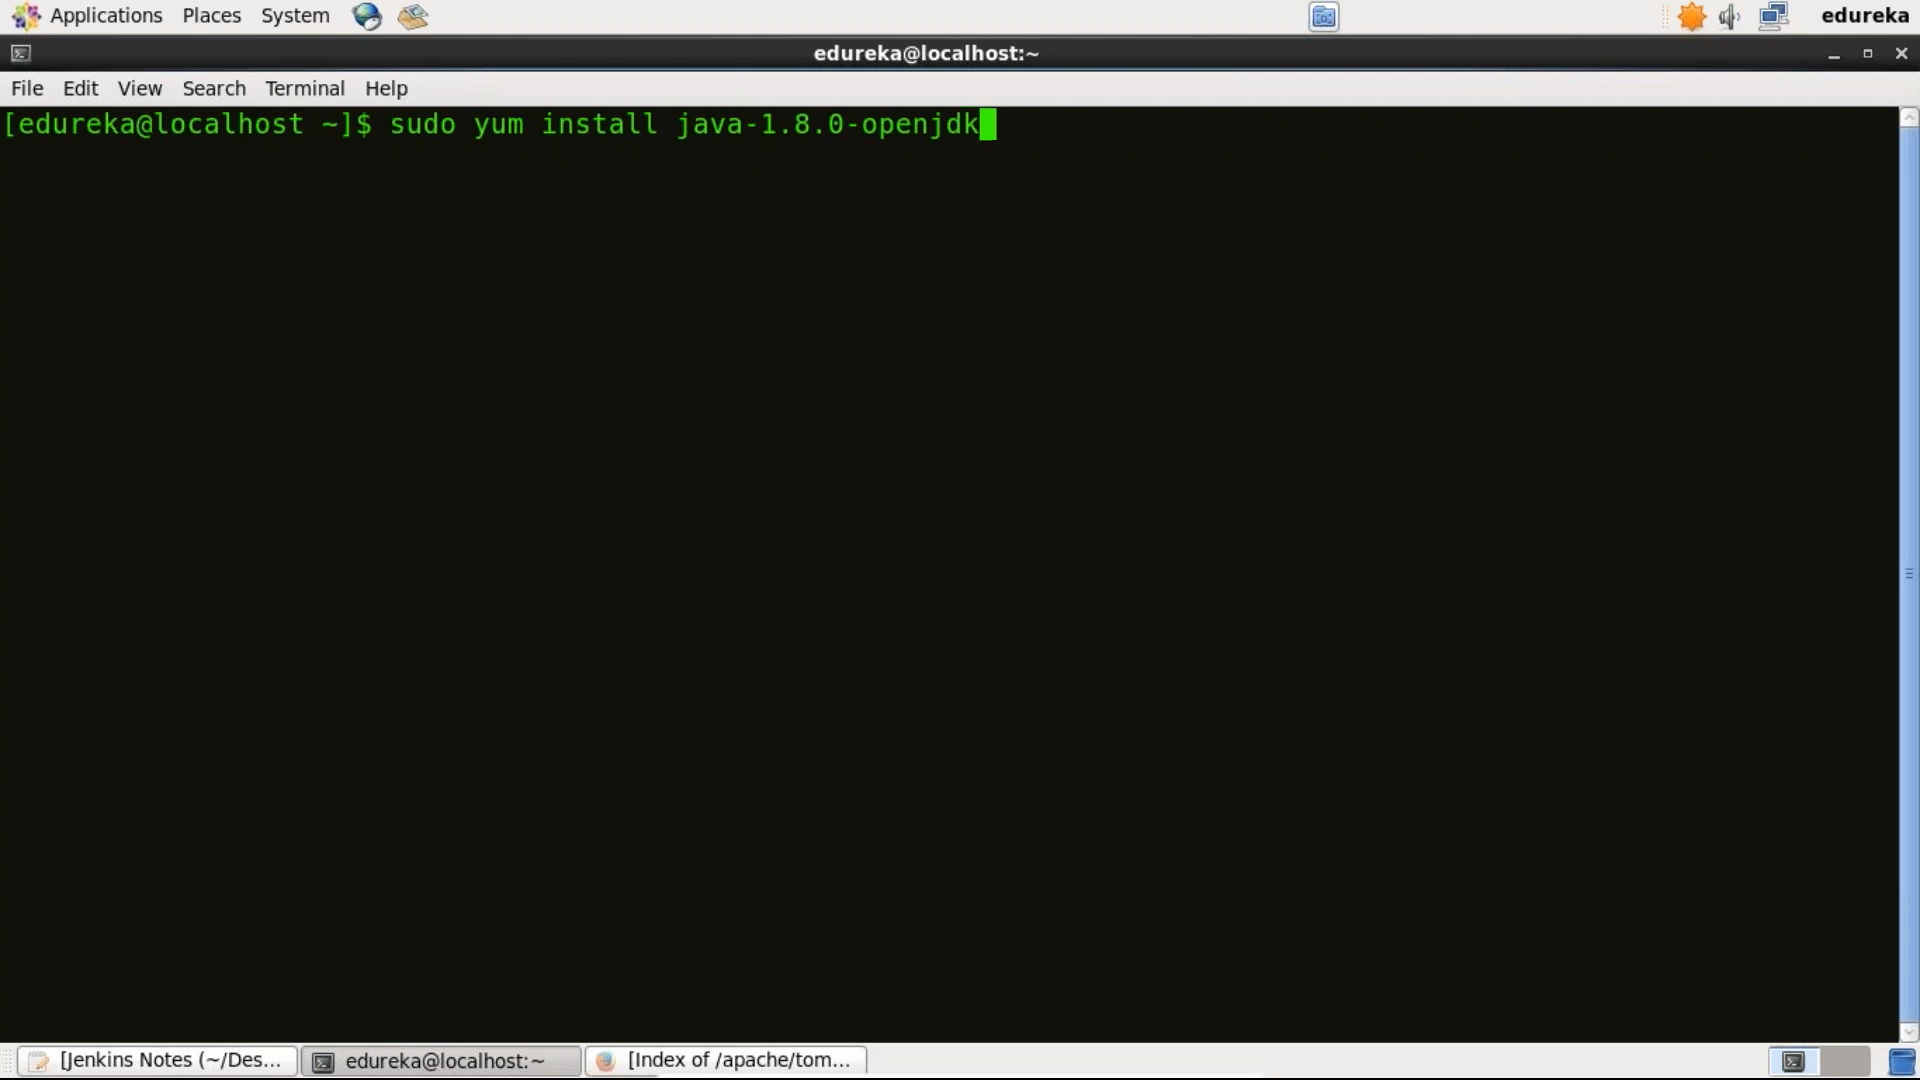 Applications Places System edureka
edureka@localhost:~
File Edit View Search Terminal Help
[edureka@localhost ~]$ sudo yum install java-1.8.0-openjdk
[Jenkins Notes (~/Des... edureka@localhost:~ [Index of /apache/tom...